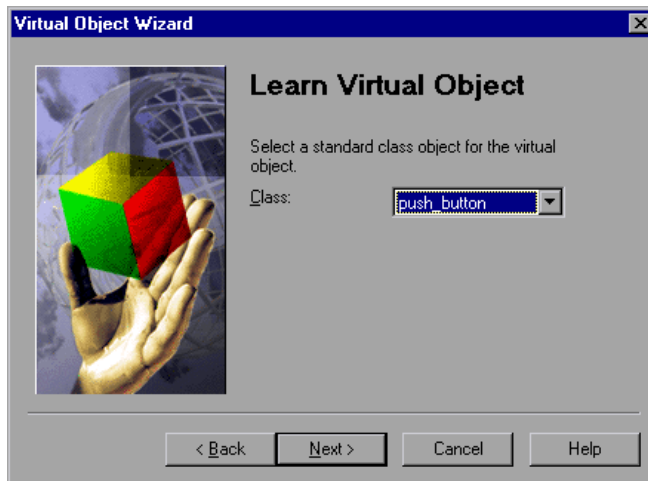 Virtual Object Wizard
Learn Virtual Object
Select a standard class object for the virtual
object.
Class:
push_button
< Back
Next >
Cancel
Help